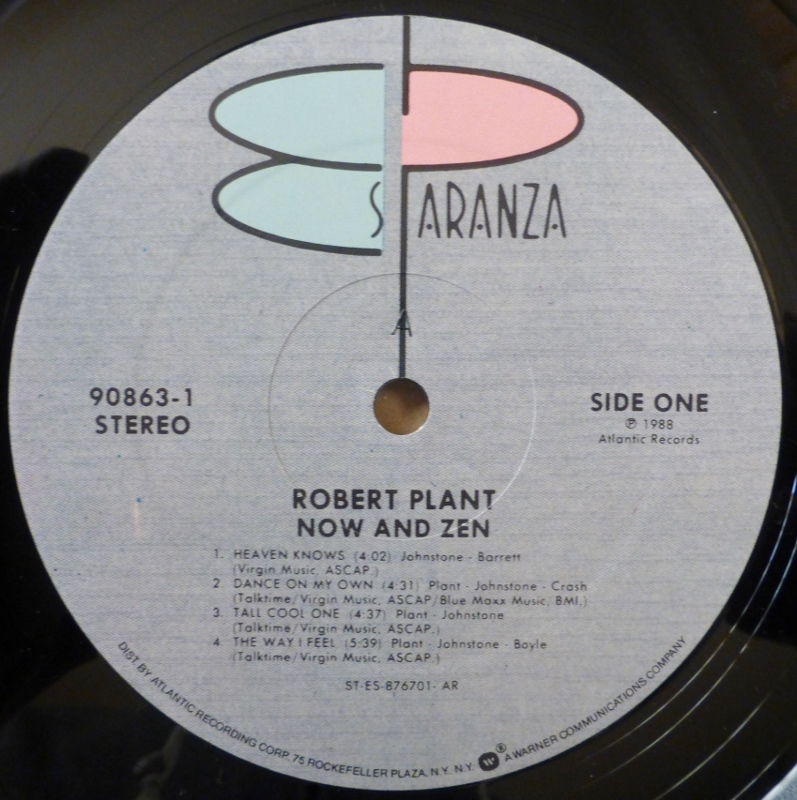 ESPARANZA
A
90863-1
STEREO
SIDE ONE
℗ 1988
Atlantic Records
ROBERT PLANT
NOW AND ZEN
1. HEAVEN KNOWS (4:02) Johnstone - Barrett
(Virgin Music, ASCAP.)
2 DANCE ON MY OWN (4:31) Plant - Johnstone - Crash
(Talktime/Virgin Music, ASCAP/Blue Maxx Music, BMI.)
3. TALL COOL ONE (4:37) Plant - Johnstone
(Talktime/Virgin Music, ASCAP.)
4 THE WAY I FEEL (5:39) Plant - Johnstone - Boyle
(Talktime/Virgin Music, ASCAP.)
ST-ES-876701- AR
DIST. BY ATLANTIC RECORDING CORP. 75 ROCKEFELLER PLAZA, N.Y. N.Y. ® A WARNER COMMUNICATIONS COMPANY